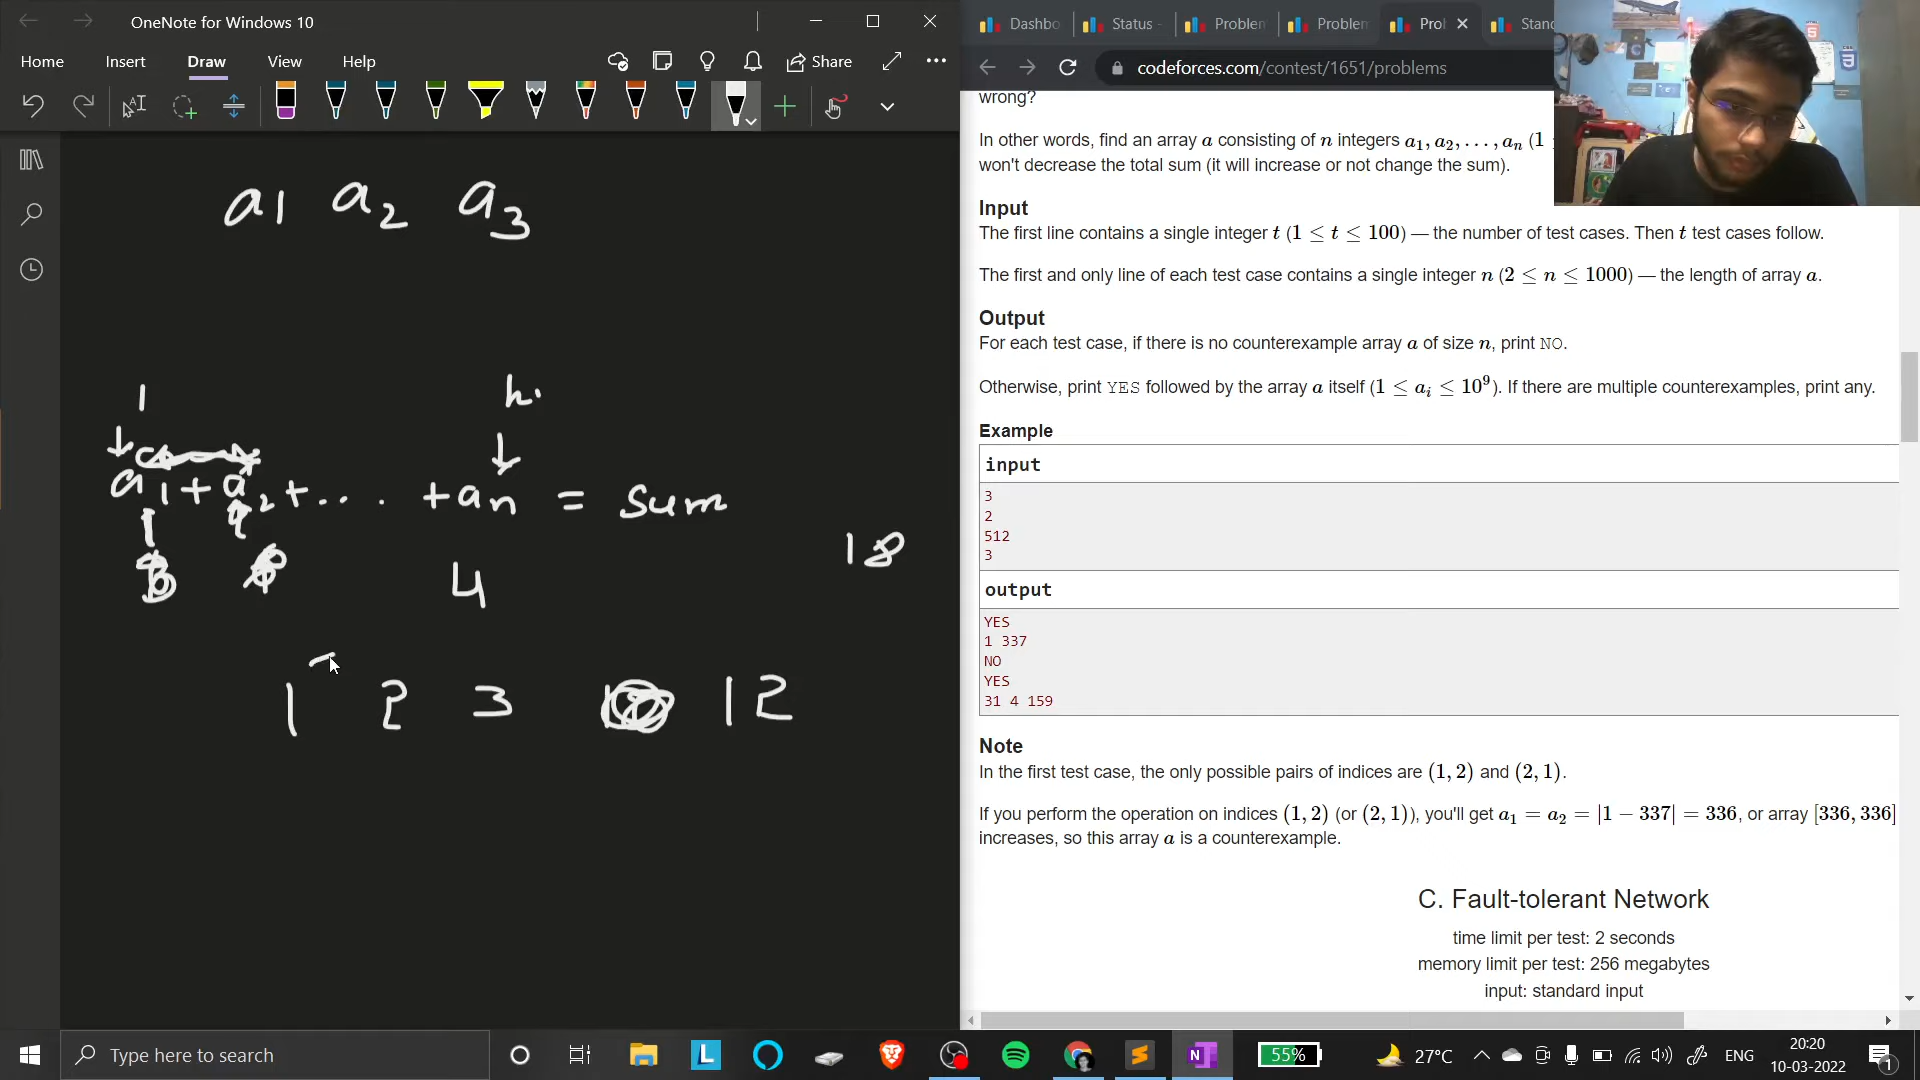 OneNote for Windows 10
Home Insert Draw View Help
Share
a1 a2 a3
1 n.
a1 + a2 + ... + an = sum
18
4
1 2 3 12
Dashbo Status - Problem Problem Prob Stand
codeforces.com/contest/1651/problems
wrong?
In other words, find an array a consisting of n integers a1, a2, ..., an (1
won't decrease the total sum (it will increase or not change the sum).
Input
The first line contains a single integer t (1 ≤ t ≤ 100) — the number of test cases. Then t test cases follow.
The first and only line of each test case contains a single integer n (2 ≤ n ≤ 1000) — the length of array a.
Output
For each test case, if there is no counterexample array a of size n, print NO.
Otherwise, print YES followed by the array a itself (1 ≤ ai ≤ 10^9). If there are multiple counterexamples, print any.
Example
input
3
2
512
3
output
YES
1 337
NO
YES
31 4 159
Note
In the first test case, the only possible pairs of indices are (1, 2) and (2, 1).
If you perform the operation on indices (1, 2) (or (2, 1)), you'll get a1 = a2 = |1 − 337| = 336, or array [336, 336]
increases, so this array a is a counterexample.
C. Fault-tolerant Network
time limit per test: 2 seconds
memory limit per test: 256 megabytes
input: standard input
Type here to search
55%
27°C
ENG
20:20
10-03-2022
1